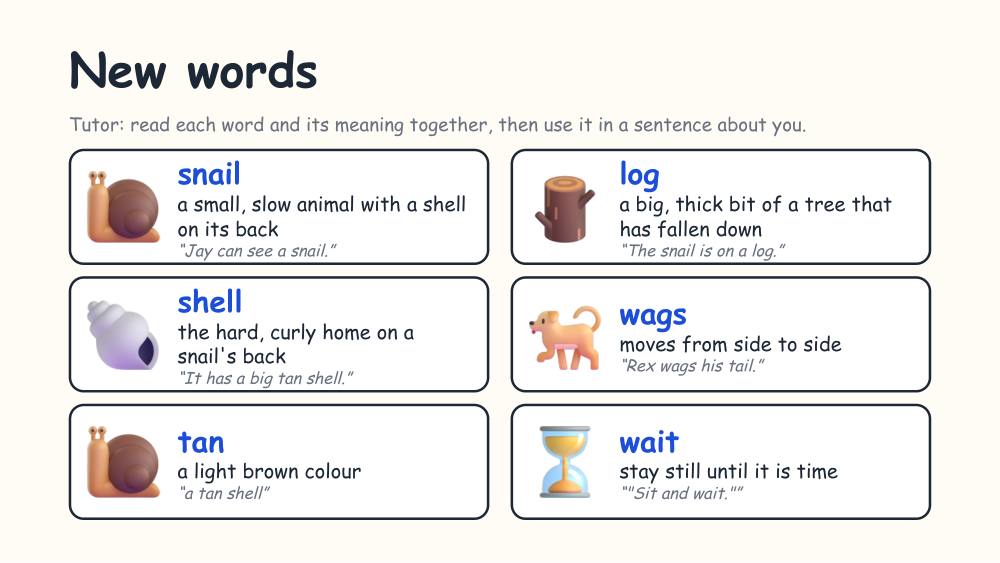 New words
Tutor: read each word and its meaning together, then use it in a sentence about you.
snail
a small, slow animal with a shell
on its back
“Jay can see a snail.”
log
a big, thick bit of a tree that
has fallen down
“The snail is on a log.”
shell
the hard, curly home on a
snail's back
“It has a big tan shell.”
wags
moves from side to side
“Rex wags his tail.”
tan
a light brown colour
“a tan shell”
wait
stay still until it is time
“"Sit and wait."”